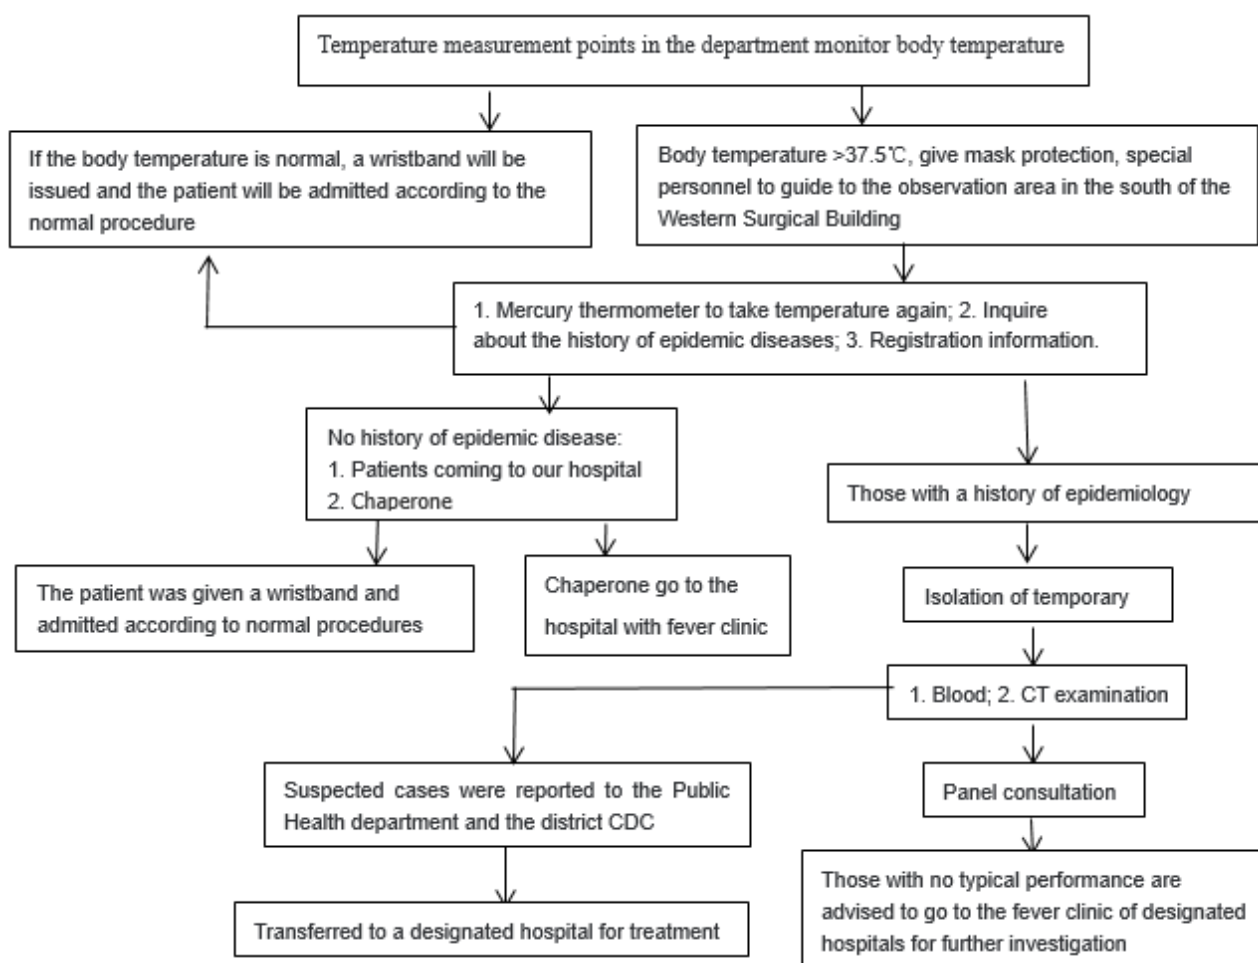 Temperature measurement points in the department monitor body temperature
If the body temperature is normal, a wristband will be
issued and the patient will be admitted according to the
normal procedure
Body temperature >37.5℃, give mask protection, special
personnel to guide to the observation area in the south of the
Western Surgical Building
1. Mercury thermometer to take temperature again; 2. Inquire
about the history of epidemic diseases; 3. Registration information.
No history of epidemic disease:
1. Patients coming to our hospital
2. Chaperone
Those with a history of epidemiology
The patient was given a wristband and
admitted according to normal procedures
Chaperone go to the
hospital with fever clinic
Isolation of temporary
1. Blood; 2. CT examination
Suspected cases were reported to the Public
Health department and the district CDC
Panel consultation
Transferred to a designated hospital for treatment
Those with no typical performance are
advised to go to the fever clinic of designated
hospitals for further investigation